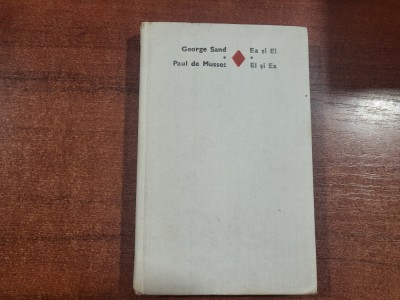 George Sand Ea și El
Paul de Musset El și Ea